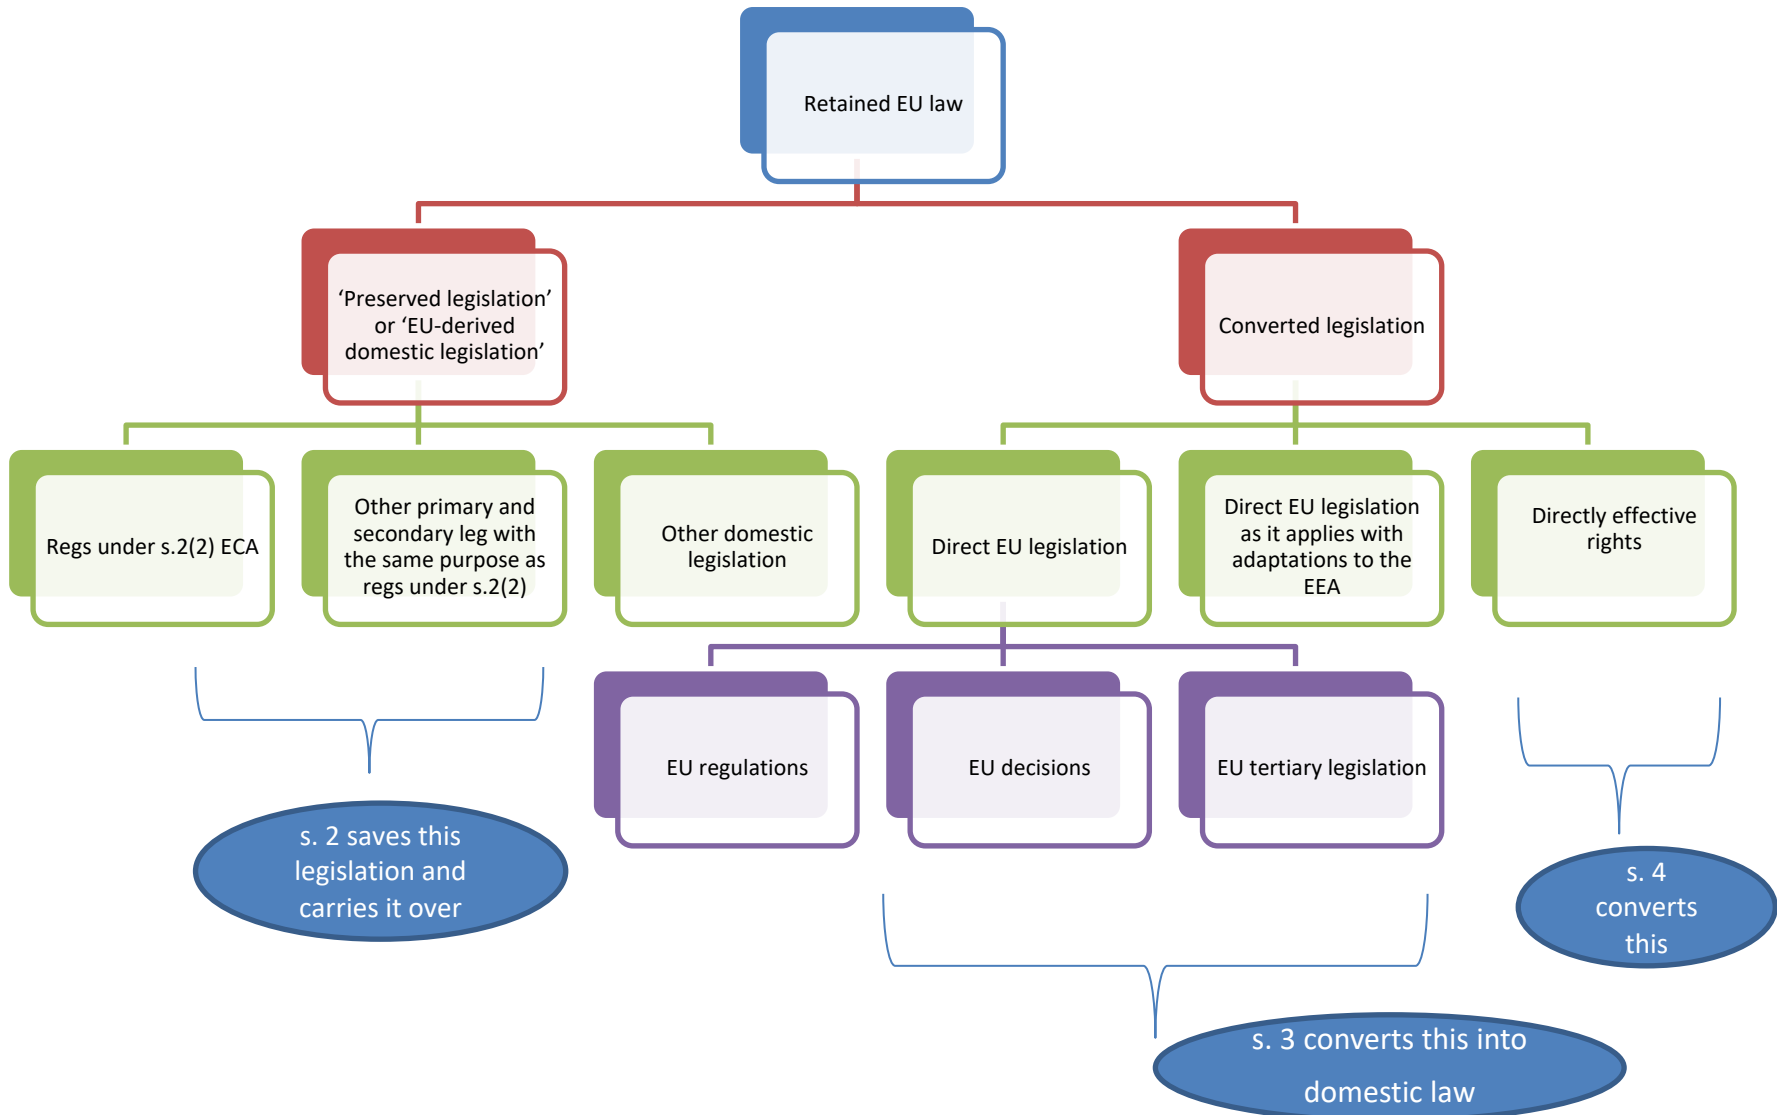 Retained EU law
‘Preserved legislation’
or ‘EU-derived
domestic legislation’
Converted legislation
Regs under s.2(2) ECA
Other primary and
secondary leg with
the same purpose as
regs under s.2(2)
Other domestic
legislation
Direct EU legislation
Direct EU legislation
as it applies with
adaptations to the
EEA
Directly effective
rights
EU regulations
EU decisions
EU tertiary legislation
s. 2 saves this
legislation and
carries it over
s. 4
converts
this
s. 3 converts this into
domestic law